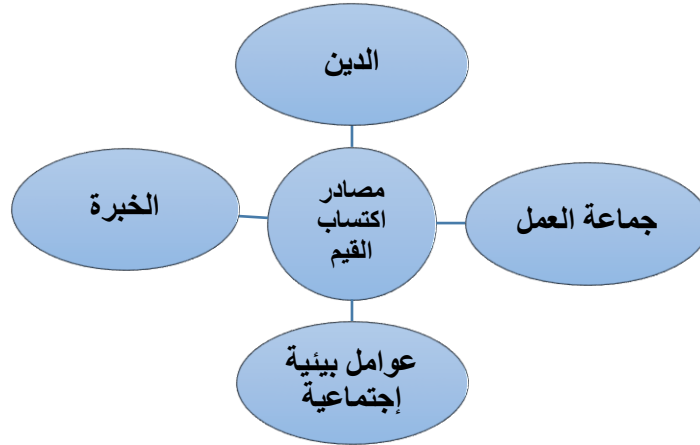 الدين
مصادر
اكتساب
القيم
جماعة العمل
الخبرة
عوامل بيئية
إجتماعية